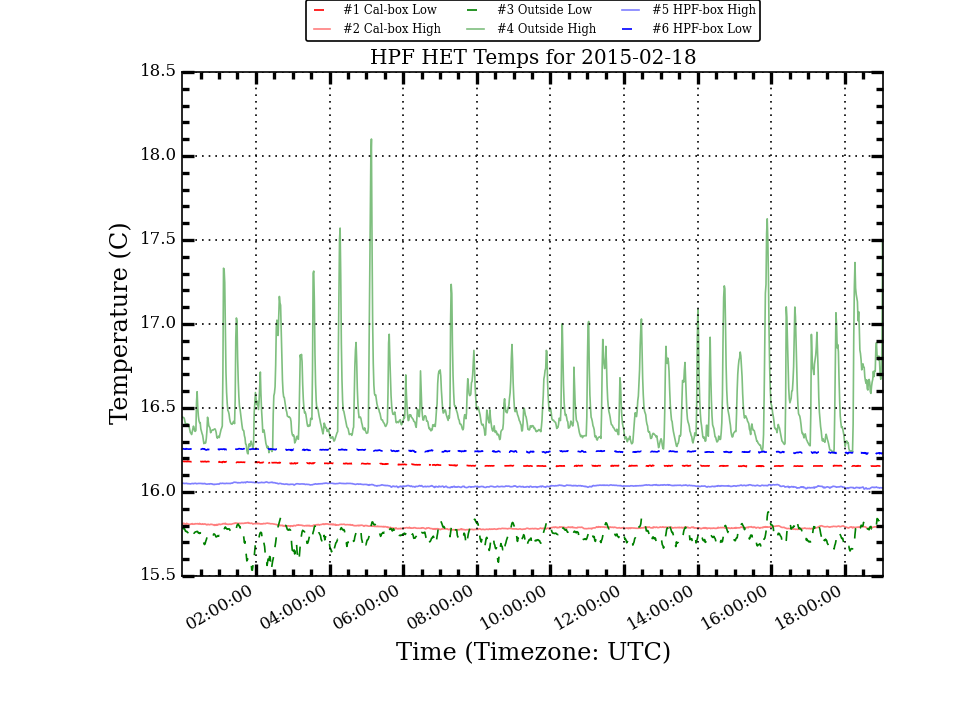 #1 Cal-box Low #3 Outside Low #5 HPF-box High
#2 Cal-box High #4 Outside High #6 HPF-box Low
HPF HET Temps for 2015-02-18
18.5
18.0
17.5
17.0
16.5
16.0
15.5
Temperature (C)
02:00:00 04:00:00 06:00:00 08:00:00 10:00:00 12:00:00 14:00:00 16:00:00 18:00:00
Time (Timezone: UTC)